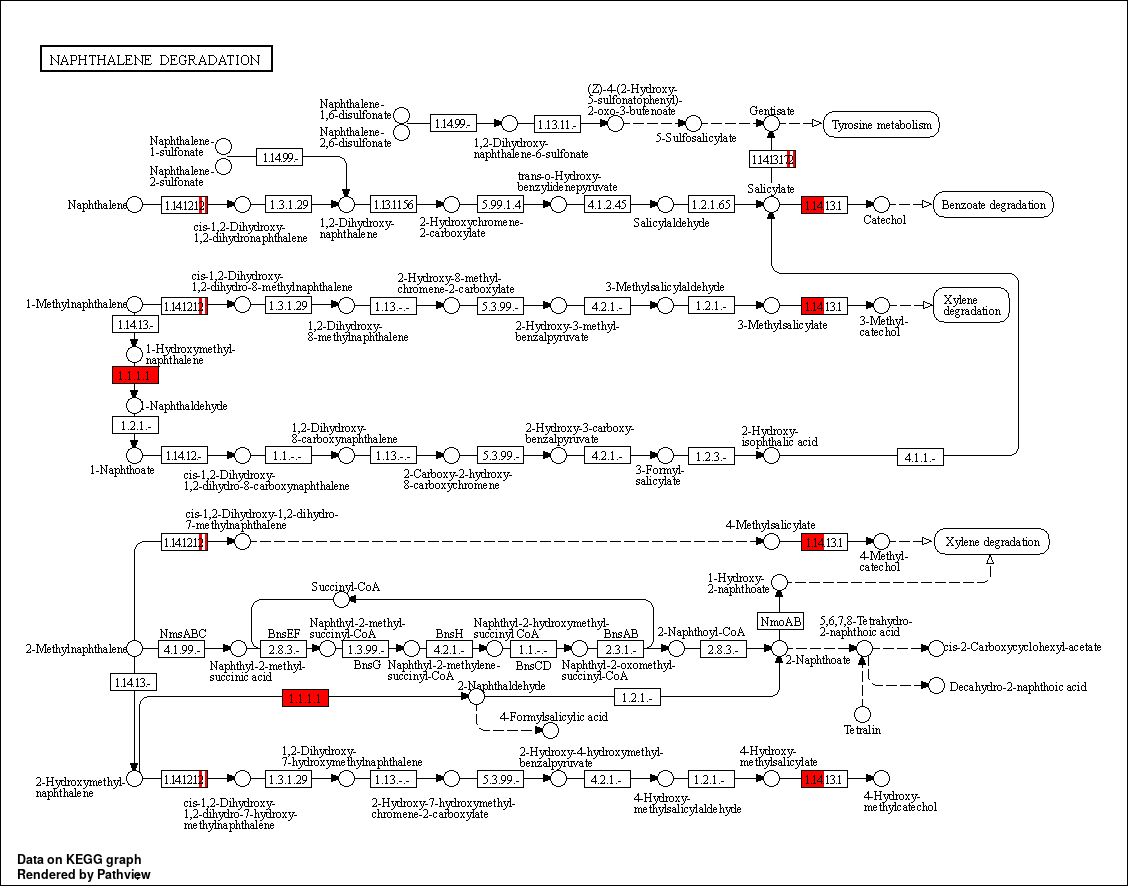 NAPHTHALENE DEGRADATION
Naphthalene-
1,6-disulfonate
Naphthalene-
2,6-disulfonate
1.14.99.-
1,2-Dihydroxy-
naphthalene-6-sulfonate
1.13.11.-
(Z)-4-(2-Hydroxy-
5-sulfonatophenyl)-
2-oxo-3-butenoate
5-Sulfosalicylate
Gentisate
Tyrosine metabolism
Naphthalene-
1-sulfonate
Naphthalene-
2-sulfonate
1.14.99.-
Naphthalene
cis-1,2-Dihydroxy-
1,2-dihydronaphthalene
1.3.1.29
1,2-Dihydroxy-
naphthalene
1.13.11.56
2-Hydroxychromene-
2-carboxylate
5.99.1.4
trans-o-Hydroxy-
benzylidenepyruvate
4.1.2.45
Salicylaldehyde
1.2.1.65
Salicylate
1.14.13.1
Catechol
Benzoate degradation
1-Methylnaphthalene
cis-1,2-Dihydroxy-
1,2-dihydro-8-methylnaphthalene
1.3.1.29
1,2-Dihydroxy-
8-methylnaphthalene
1.13.-.-
2-Hydroxy-8-methyl-
chromene-2-carboxylate
5.3.99.-
2-Hydroxy-3-methyl-
benzalpyruvate
4.2.1.-
3-Methylsalicylaldehyde
1.2.1.-
3-Methylsalicylate
1.14.13.1
3-Methyl-
catechol
Xylene
degradation
1.14.13.-
1-Hydroxymethyl-
naphthalene
1.1.1.1
1-Naphthaldehyde
1.2.1.-
1-Naphthoate
1.14.12.-
cis-1,2-Dihydroxy-
1,2-dihydro-8-carboxynaphthalene
1.1.-.-
1,2-Dihydroxy-
8-carboxynaphthalene
1.13.-.-
2-Carboxy-2-hydroxy-
8-carboxychromene
5.3.99.-
2-Hydroxy-3-carboxy-
benzalpyruvate
4.2.1.-
3-Formyl-
salicylate
1.2.3.-
2-Hydroxy-
isophthalic acid
4.1.1.-
cis-1,2-Dihydroxy-1,2-dihydro-
7-methylnaphthalene
4-Methylsalicylate
1.14.13.1
4-Methyl-
catechol
Xylene degradation
Succinyl-CoA
1-Hydroxy-
2-naphthoate
2-Methylnaphthalene
NmsABC
4.1.99.-
Naphthyl-2-methyl-
succinic acid
BnsEF
2.8.3.-
Naphthyl-2-methyl-
succinyl-CoA
1.3.99.-
BnsG
Naphthyl-2-methylene-
succinyl-CoA
BnsH
4.2.1.-
Naphthyl-2-hydroxymethyl-
succinyl CoA
1.1.-.-
BnsCD
Naphthyl-2-oxomethyl-
succinyl-CoA
BnsAB
2.3.1.-
2-Naphthoyl-CoA
2.8.3.-
NmoAB
2-Naphthoate
5,6,7,8-Tetrahydro-
2-naphthoic acid
cis-2-Carboxycyclohexyl-acetate
Decahydro-2-naphthoic acid
Tetralin
1.14.13.-
1.1.1.1
2-Naphthaldehyde
1.2.1.-
4-Formylsalicylic acid
2-Hydroxymethyl-
naphthalene
cis-1,2-Dihydroxy-
1,2-dihydro-7-hydroxy-
methylnaphthalene
1.3.1.29
1,2-Dihydroxy-
7-hydroxymethylnaphthalene
1.13.-.-
2-Hydroxy-7-hydroxymethyl-
chromene-2-carboxylate
5.3.99.-
2-Hydroxy-4-hydroxymethyl-
benzalpyruvate
4.2.1.-
4-Hydroxy-
methylsalicylaldehyde
1.2.1.-
4-Hydroxy-
methylsalicylate
1.14.13.1
4-Hydroxy-
methylcatechol
Data on KEGG graph
Rendered by Pathview